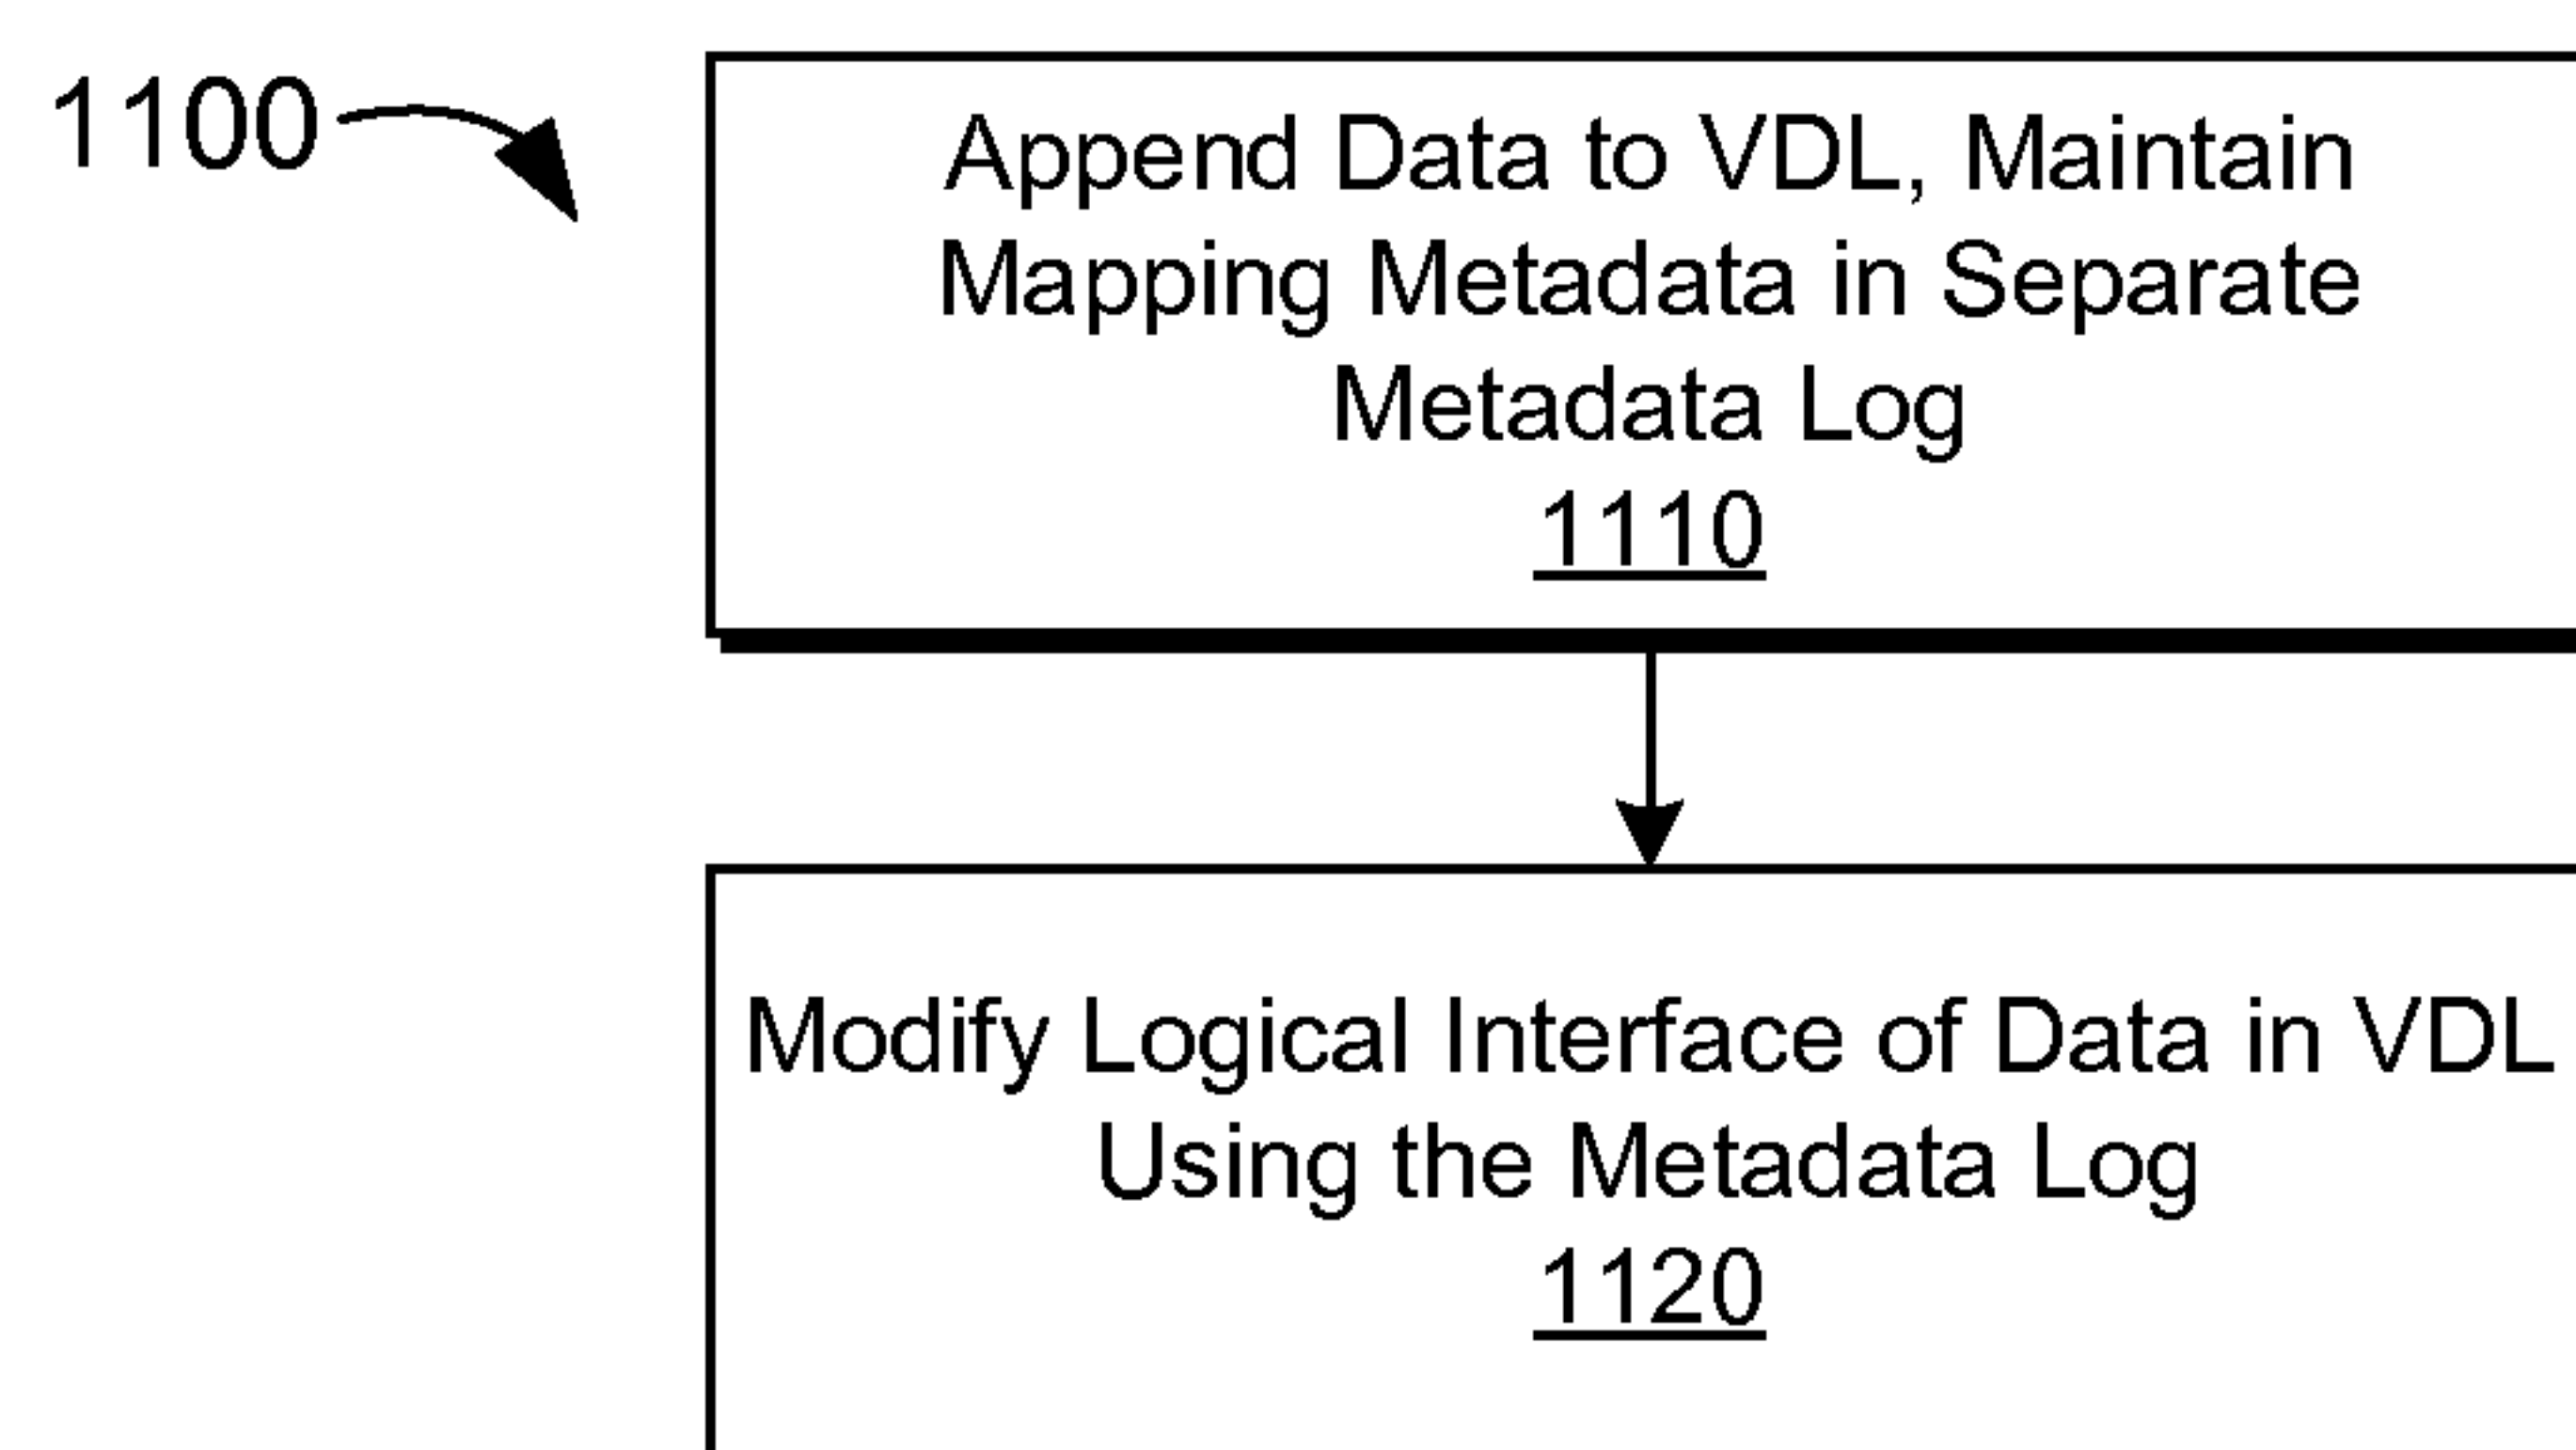 1100
Append Data to VDL, Maintain
Mapping Metadata in Separate
Metadata Log
1110
Modify Logical Interface of Data in VDL
Using the Metadata Log
1120